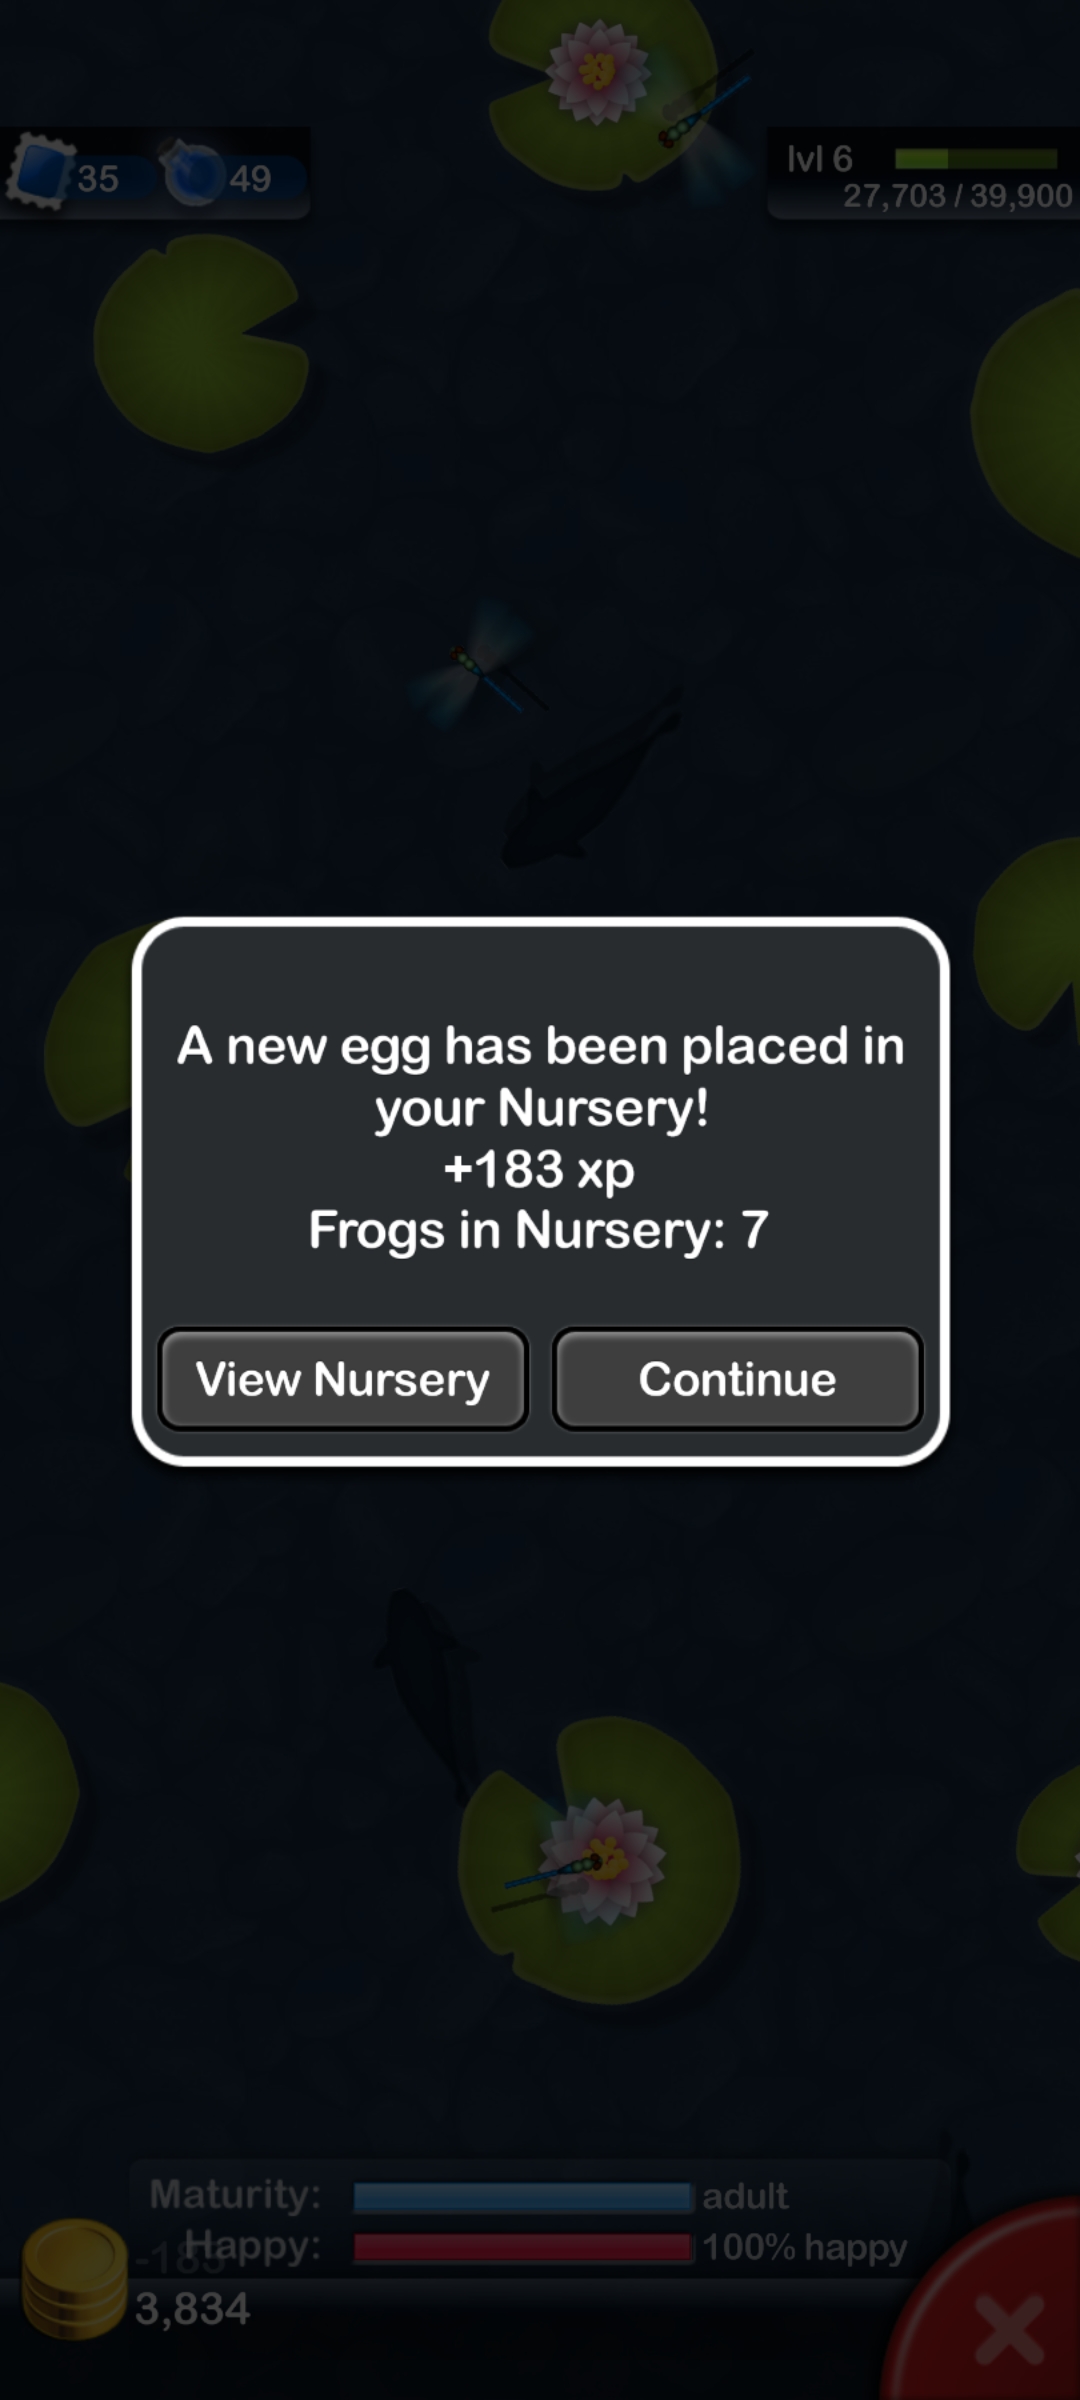 35
49
lvl 6
27,703 / 39,900
A new egg has been placed in
your Nursery!
+183 xp
Frogs in Nursery: 7
View Nursery
Continue
Maturity:
adult
Happy:
100% happy
3,834